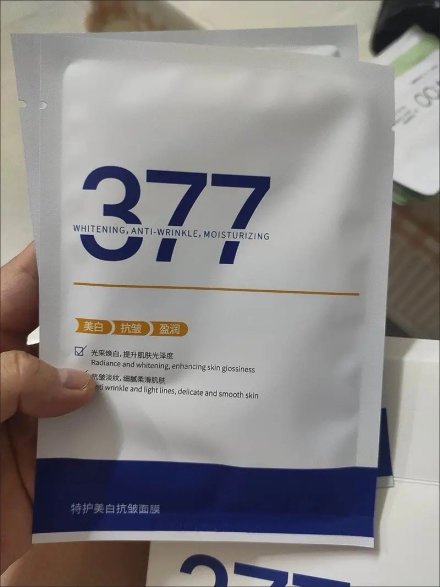 377
WHITENING, ANTI-WRINKLE, MOISTURIZING
美白 抗皱 盈润
光采焕白, 提升肌肤光泽度
Radiance and whitening, enhancing skin glossiness
抗皱淡纹, 细腻柔滑肌肤
wrinkle and light lines, delicate and smooth skin
特护美白抗皱面膜
377